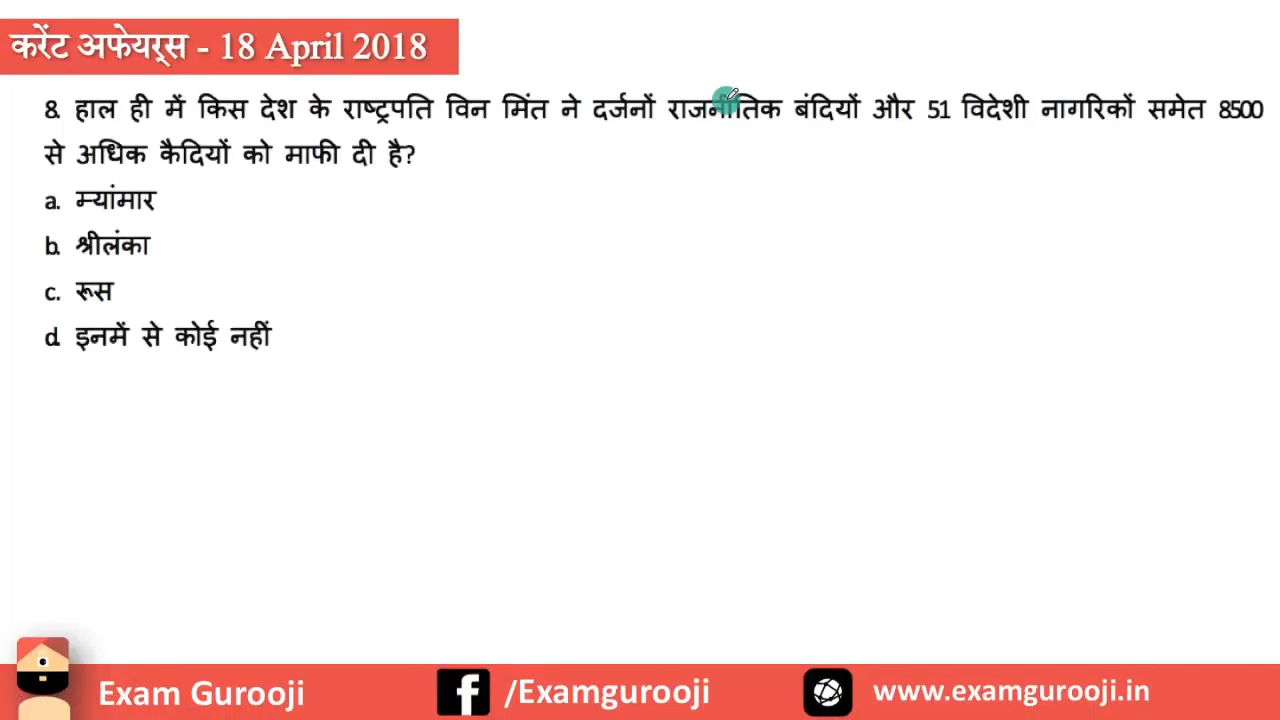 करेंट अफेयर्स - 18 April 2018
8. हाल ही में किस देश के राष्ट्रपति विन मिंत ने दर्जनों राजनीतिक बंदियों और 51 विदेशी नागरिकों समेत 8500
से अधिक कैदियों को माफी दी है?
a. म्यांमार
b. श्रीलंका
c. रूस
d. इनमें से कोई नहीं
Exam Gurooji
/Examgurooji
www.examgurooji.in